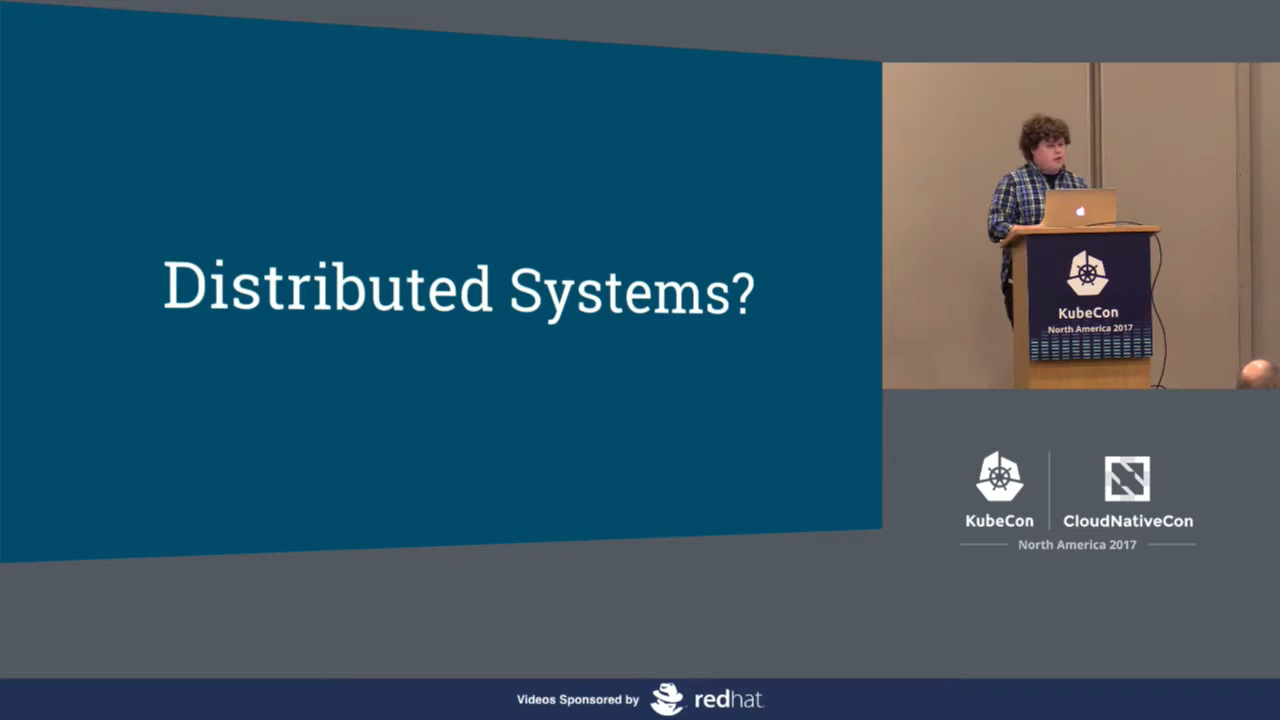 Distributed Systems?
KubeCon
North America 2017
KubeCon
CloudNativeCon
North America 2017
Videos Sponsored by
redhat